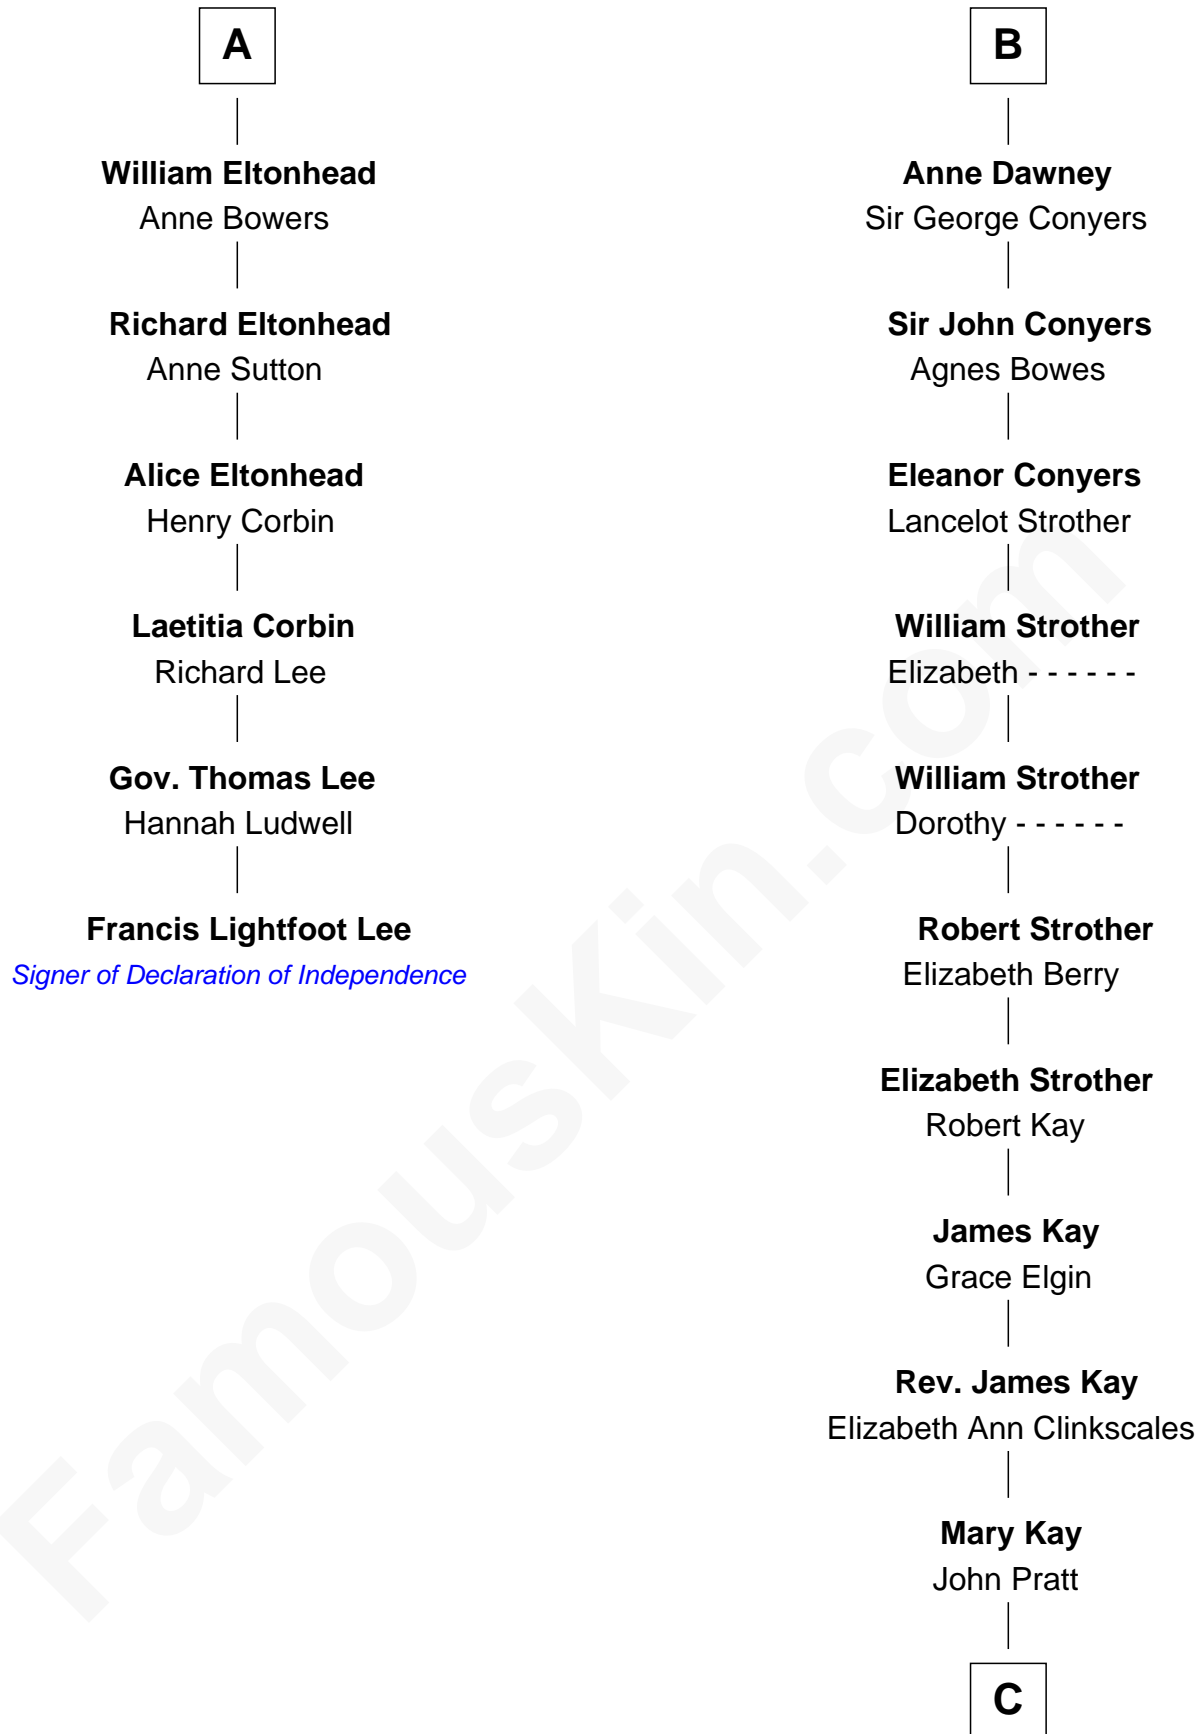 A
William Eltonhead
Anne Bowers
Richard Eltonhead
Anne Sutton
Alice Eltonhead
Henry Corbin
Laetitia Corbin
Richard Lee
Gov. Thomas Lee
Hannah Ludwell
Francis Lightfoot Lee
Signer of Declaration of Independence
B
Anne Dawney
Sir George Conyers
Sir John Conyers
Agnes Bowes
Eleanor Conyers
Lancelot Strother
William Strother
Elizabeth - - - - - -
William Strother
Dorothy - - - - - -
Robert Strother
Elizabeth Berry
Elizabeth Strother
Robert Kay
James Kay
Grace Elgin
Rev. James Kay
Elizabeth Ann Clinkscales
Mary Kay
John Pratt
C
FamousKin.com